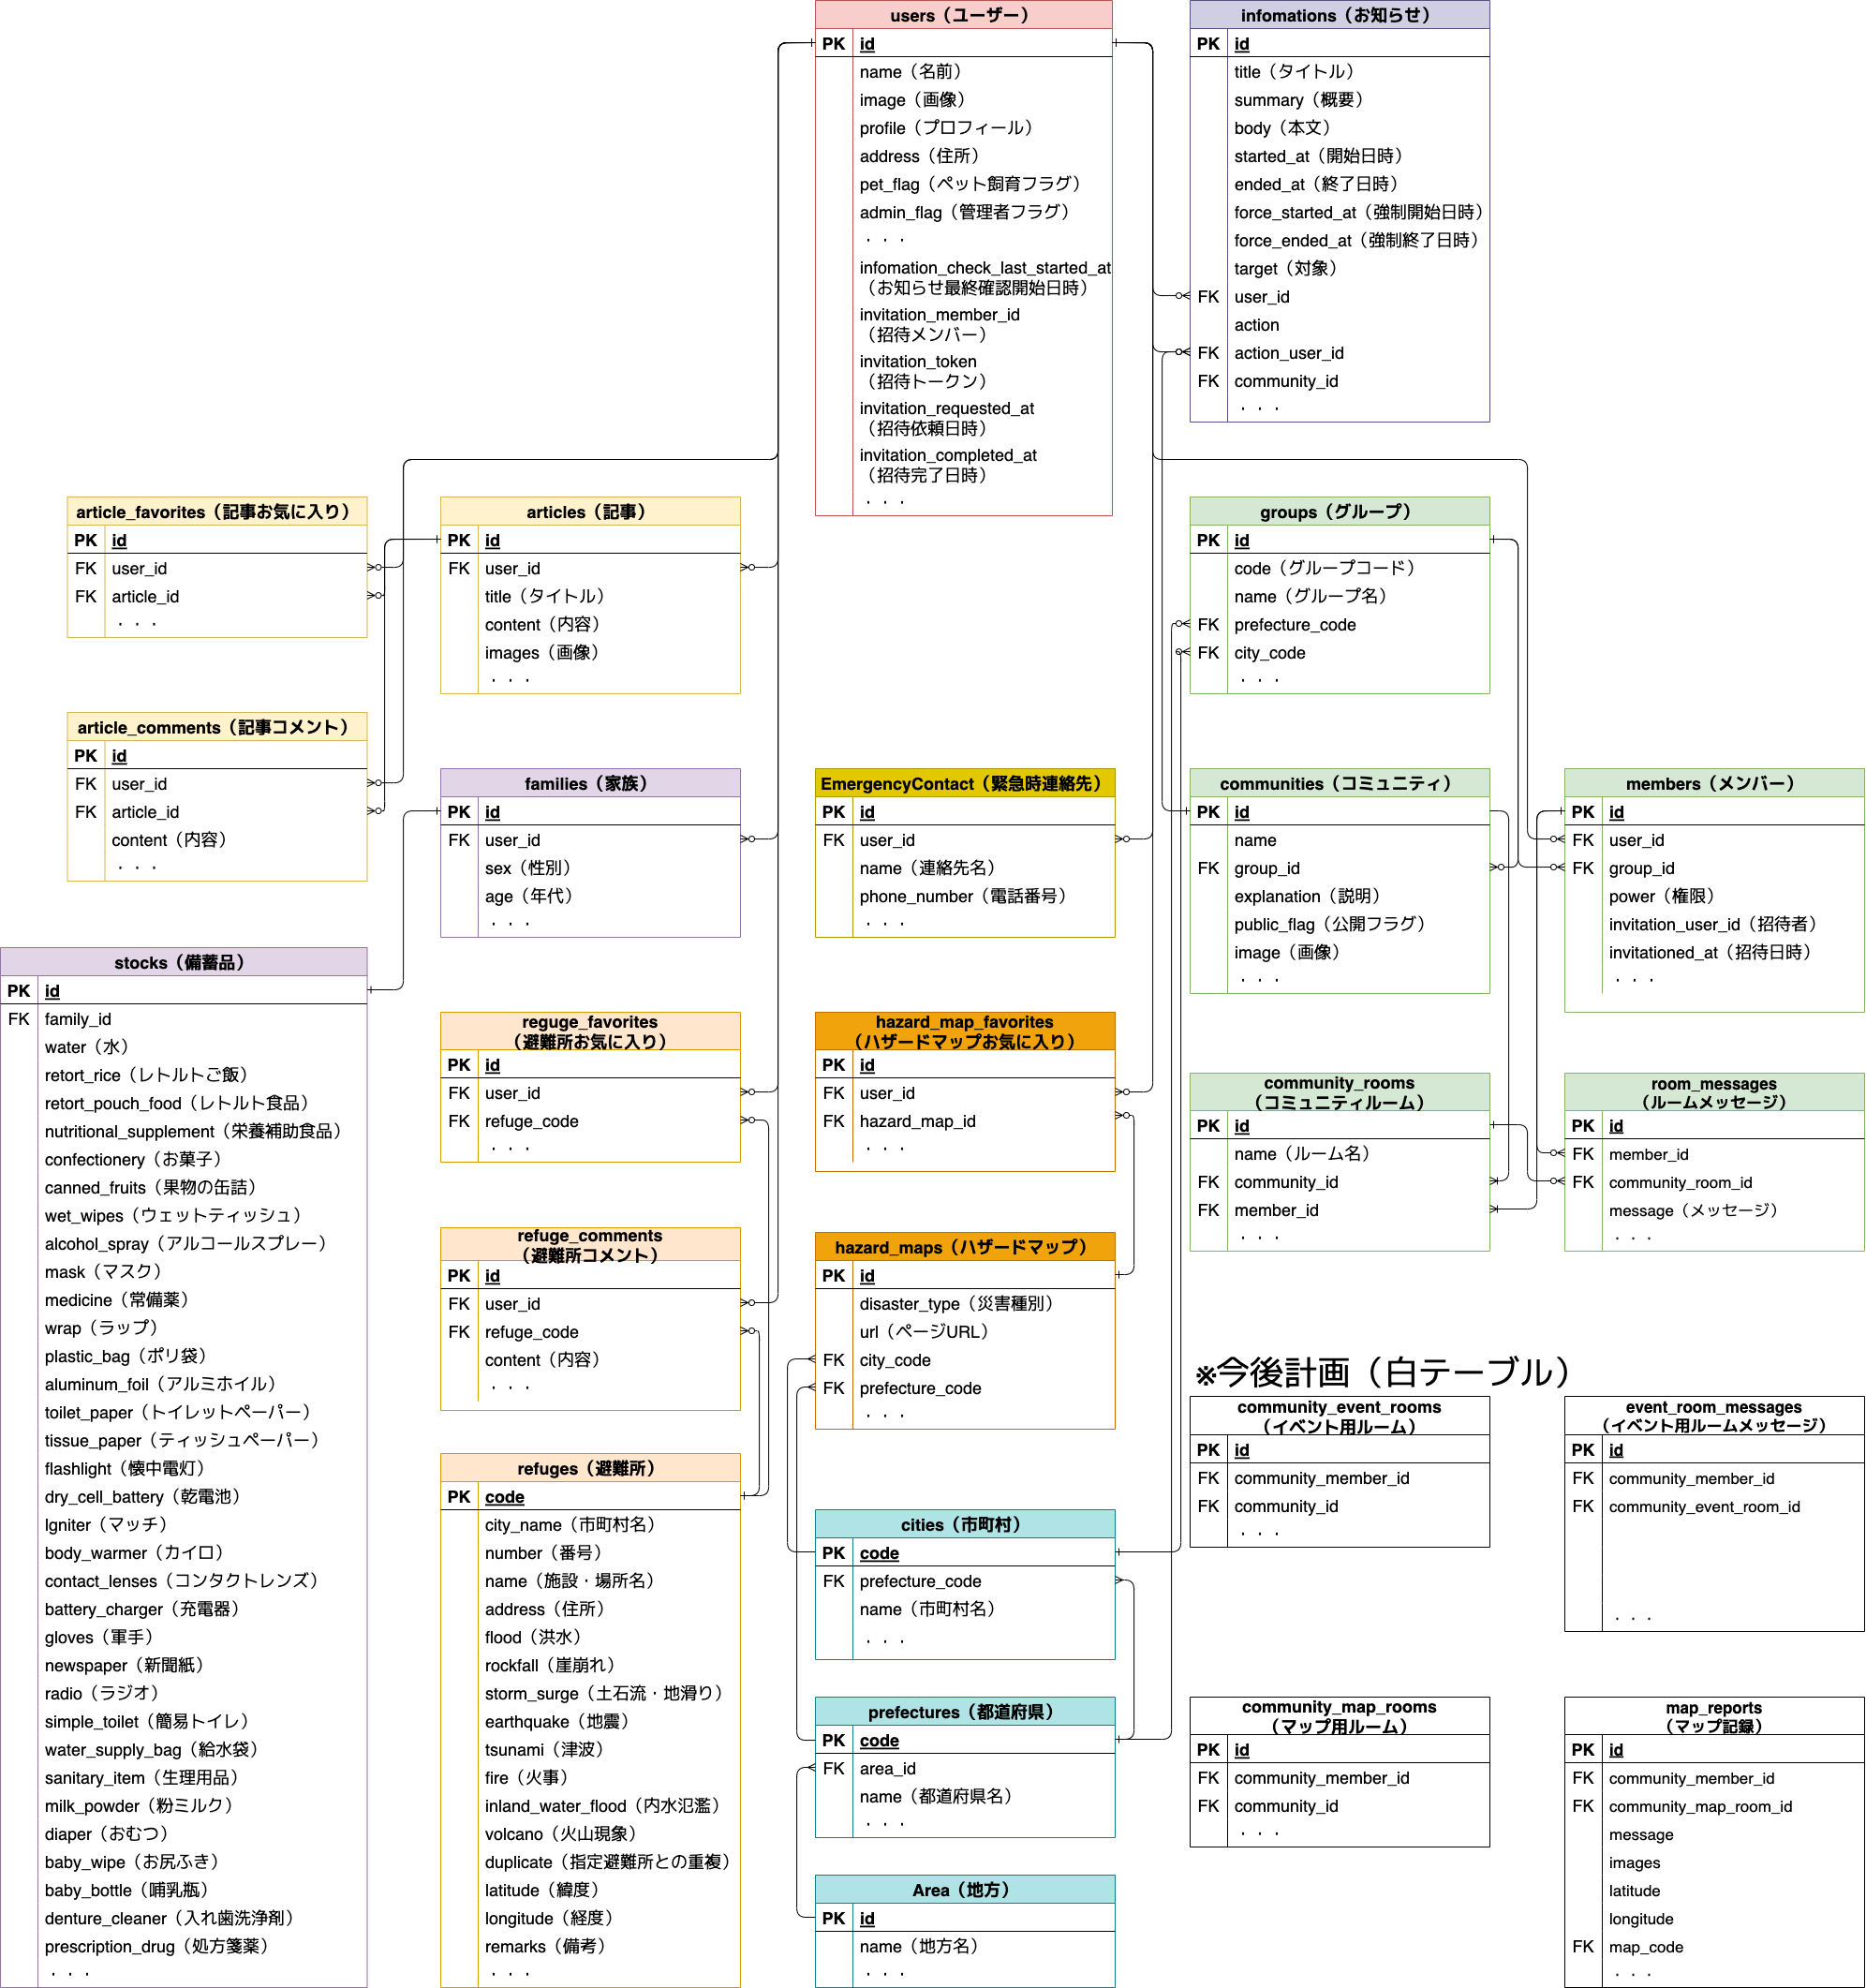 users（ユーザー）
PK id
name（名前）
image（画像）
profile（プロフィール）
address（住所）
pet_flag（ペット飼育フラグ）
admin_flag（管理者フラグ）
・・・
infomation_check_last_started_at
（お知らせ最終確認開始日時）
invitation_member_id
（招待メンバー）
invitation_token
（招待トークン）
invitation_requested_at
（招待依頼日時）
invitation_completed_at
（招待完了日時）
・・・
infomations（お知らせ）
PK id
title（タイトル）
summary（概要）
body（本文）
started_at（開始日時）
ended_at（終了日時）
force_started_at（強制開始日時）
force_ended_at（強制終了日時）
target（対象）
FK user_id
action
FK action_user_id
FK community_id
・・・
article_favorites（記事お気に入り）
PK id
FK user_id
FK article_id
・・・
articles（記事）
PK id
FK user_id
title（タイトル）
content（内容）
images（画像）
・・・
groups（グループ）
PK id
code（グループコード）
name（グループ名）
FK prefecture_code
FK city_code
・・・
article_comments（記事コメント）
PK id
FK user_id
FK article_id
content（内容）
・・・
families（家族）
PK id
FK user_id
sex（性別）
age（年代）
・・・
EmergencyContact（緊急時連絡先）
PK id
FK user_id
name（連絡先名）
phone_number（電話番号）
・・・
communities（コミュニティ）
PK id
name
FK group_id
explanation（説明）
public_flag（公開フラグ）
image（画像）
・・・
members（メンバー）
PK id
FK user_id
FK group_id
power（権限）
invitation_user_id（招待者）
invitationed_at（招待日時）
・・・
stocks（備蓄品）
PK id
FK family_id
water（水）
retort_rice（レトルトご飯）
retort_pouch_food（レトルト食品）
nutritional_supplement（栄養補助食品）
confectionery（お菓子）
canned_fruits（果物の缶詰）
wet_wipes（ウェットティッシュ）
alcohol_spray（アルコールスプレー）
mask（マスク）
medicine（常備薬）
wrap（ラップ）
plastic_bag（ポリ袋）
aluminum_foil（アルミホイル）
toilet_paper（トイレットペーパー）
tissue_paper（ティッシュペーパー）
flashlight（懐中電灯）
dry_cell_battery（乾電池）
Igniter（マッチ）
body_warmer（カイロ）
contact_lenses（コンタクトレンズ）
battery_charger（充電器）
gloves（軍手）
newspaper（新聞紙）
radio（ラジオ）
simple_toilet（簡易トイレ）
water_supply_bag（給水袋）
sanitary_item（生理用品）
milk_powder（粉ミルク）
diaper（おむつ）
baby_wipe（お尻ふき）
baby_bottle（哺乳瓶）
denture_cleaner（入れ歯洗浄剤）
prescription_drug（処方箋薬）
・・・
reguge_favorites
（避難所お気に入り）
PK id
FK user_id
FK refuge_code
・・・
hazard_map_favorites
（ハザードマップお気に入り）
PK id
FK user_id
FK hazard_map_id
・・・
community_rooms
（コミュニティルーム）
PK id
name（ルーム名）
FK community_id
FK member_id
・・・
room_messages
（ルームメッセージ）
PK id
FK member_id
FK community_room_id
message（メッセージ）
・・・
refuge_comments
（避難所コメント）
PK id
FK user_id
FK refuge_code
content（内容）
・・・
hazard_maps（ハザードマップ）
PK id
disaster_type（災害種別）
url（ページURL）
FK city_code
FK prefecture_code
・・・
refuges（避難所）
PK code
city_name（市町村名）
number（番号）
name（施設・場所名）
address（住所）
flood（洪水）
rockfall（崖崩れ）
storm_surge（土石流・地滑り）
earthquake（地震）
tsunami（津波）
fire（火事）
inland_water_flood（内水氾濫）
volcano（火山現象）
duplicate（指定避難所との重複）
latitude（緯度）
longitude（経度）
remarks（備考）
・・・
cities（市町村）
PK code
FK prefecture_code
name（市町村名）
・・・
prefectures（都道府県）
PK code
FK area_id
name（都道府県名）
・・・
Area（地方）
PK id
name（地方名）
・・・
※今後計画（白テーブル）
community_event_rooms
（イベント用ルーム）
PK id
FK community_member_id
FK community_id
・・・
event_room_messages
（イベント用ルームメッセージ）
PK id
FK community_member_id
FK community_event_room_id
・・・
community_map_rooms
（マップ用ルーム）
PK id
FK community_member_id
FK community_id
・・・
map_reports
（マップ記録）
PK id
FK community_member_id
FK community_map_room_id
message
images
latitude
longitude
FK map_code
・・・